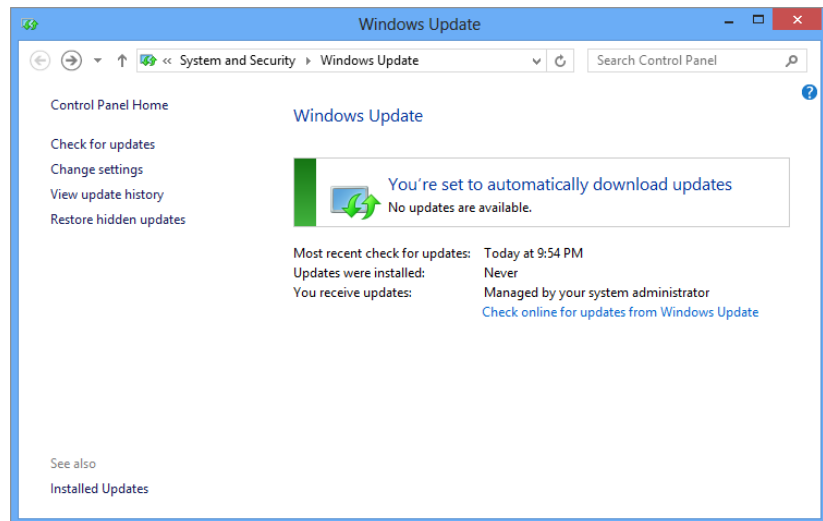 Windows Update
« System and Security ▸ Windows Update
Search Control Panel
Control Panel Home
Check for updates
Change settings
View update history
Restore hidden updates
Windows Update
You're set to automatically download updates
No updates are available.
Most recent check for updates: Today at 9:54 PM
Updates were installed: Never
You receive updates: Managed by your system administrator
Check online for updates from Windows Update
See also
Installed Updates